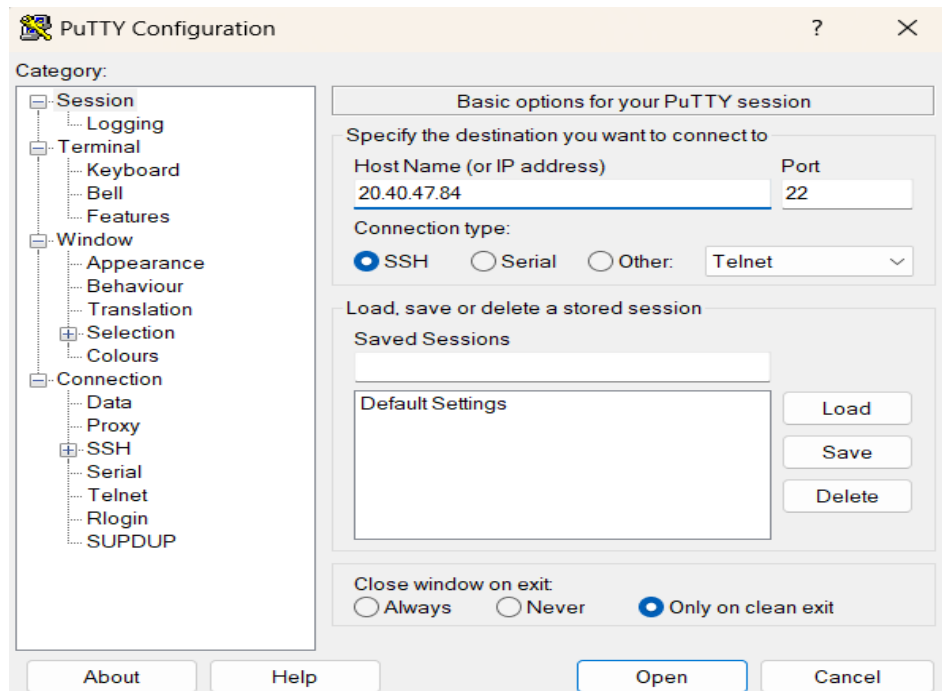 PuTTY Configuration ? ×
Category:
Session
Logging
Terminal
Keyboard
Bell
Features
Window
Appearance
Behaviour
Translation
Selection
Colours
Connection
Data
Proxy
SSH
Serial
Telnet
Rlogin
SUPDUP
Basic options for your PuTTY session
Specify the destination you want to connect to
Host Name (or IP address) Port
20.40.47.84 22
Connection type:
SSH Serial Other: Telnet
Load, save or delete a stored session
Saved Sessions
Default Settings
Load
Save
Delete
Close window on exit:
Always Never Only on clean exit
About Help Open Cancel